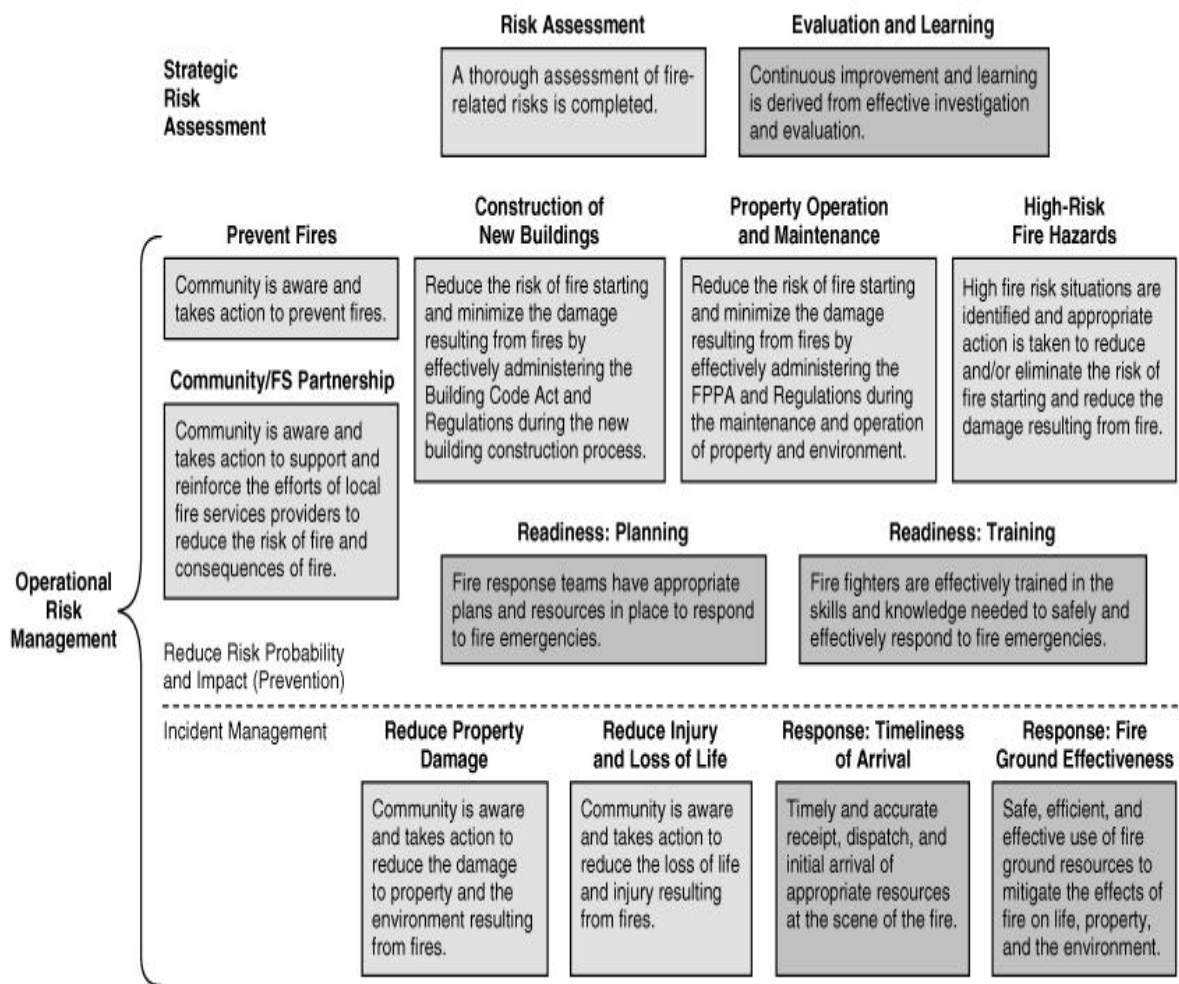 Strategic
Risk
Assessment
Risk Assessment
A thorough assessment of fire-
related risks is completed.
Evaluation and Learning
Continuous improvement and learning
is derived from effective investigation
and evaluation.
Operational
Risk
Management
Prevent Fires
Community is aware and
takes action to prevent fires.
Community/FS Partnership
Community is aware and
takes action to support and
reinforce the efforts of local
fire services providers to
reduce the risk of fire and
consequences of fire.
Construction of
New Buildings
Reduce the risk of fire starting
and minimize the damage
resulting from fires by
effectively administering the
Building Code Act and
Regulations during the new
building construction process.
Property Operation
and Maintenance
Reduce the risk of fire starting
and minimize the damage
resulting from fires by
effectively administering the
FPPA and Regulations during
the maintenance and operation
of property and environment.
High-Risk
Fire Hazards
High fire risk situations are
identified and appropriate
action is taken to reduce
and/or eliminate the risk of
fire starting and reduce the
damage resulting from fire.
Readiness: Planning
Fire response teams have appropriate
plans and resources in place to respond
to fire emergencies.
Readiness: Training
Fire fighters are effectively trained in the
skills and knowledge needed to safely and
effectively respond to fire emergencies.
Reduce Risk Probability
and Impact (Prevention)
Incident Management
Reduce Property
Damage
Community is aware
and takes action to
reduce the damage
to property and the
environment resulting
from fires.
Reduce Injury
and Loss of Life
Community is aware
and takes action to
reduce the loss of life
and injury resulting
from fires.
Response: Timeliness
of Arrival
Timely and accurate
receipt, dispatch, and
initial arrival of
appropriate resources
at the scene of the fire.
Response: Fire
Ground Effectiveness
Safe, efficient, and
effective use of fire
ground resources to
mitigate the effects of
fire on life, property,
and the environment.